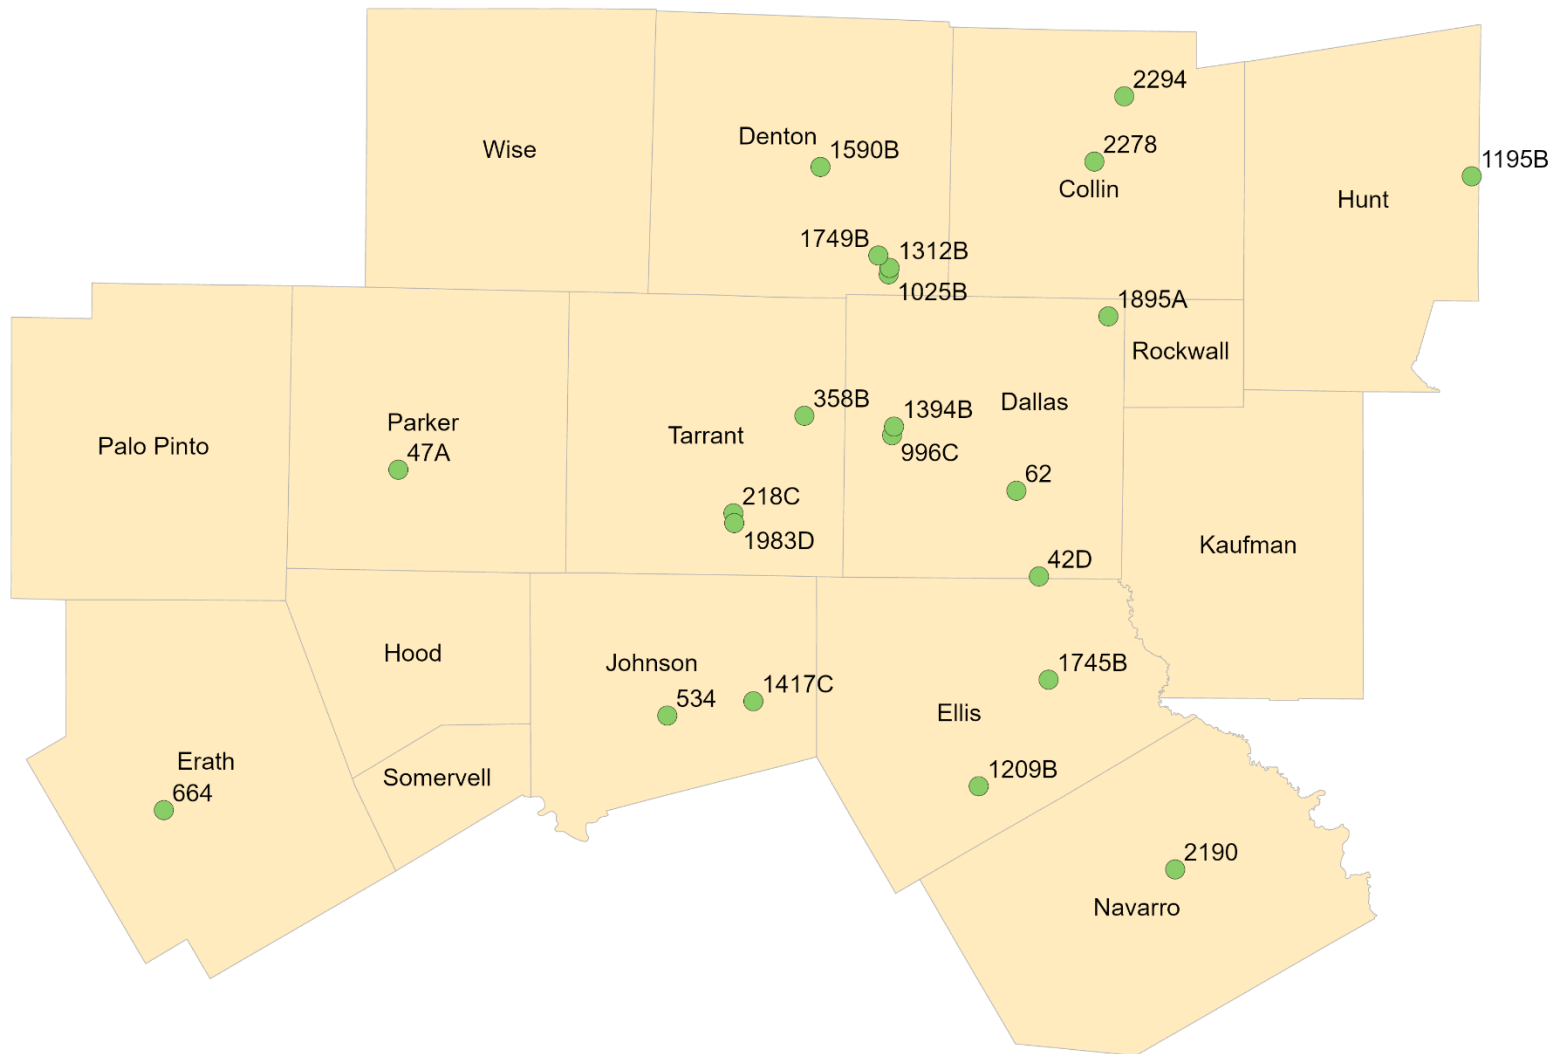 2294
Denton
1590B
2278
Wise
1195B
Collin
Hunt
1749B
1312B
1025B
1895A
Rockwall
358B
Dallas
1394B
Parker
Tarrant
Palo Pinto
47A
996C
62
218C
1983D
Kaufman
42D
Hood
Johnson
1745B
534
1417C
Ellis
Erath
Somervell
1209B
664
2190
Navarro